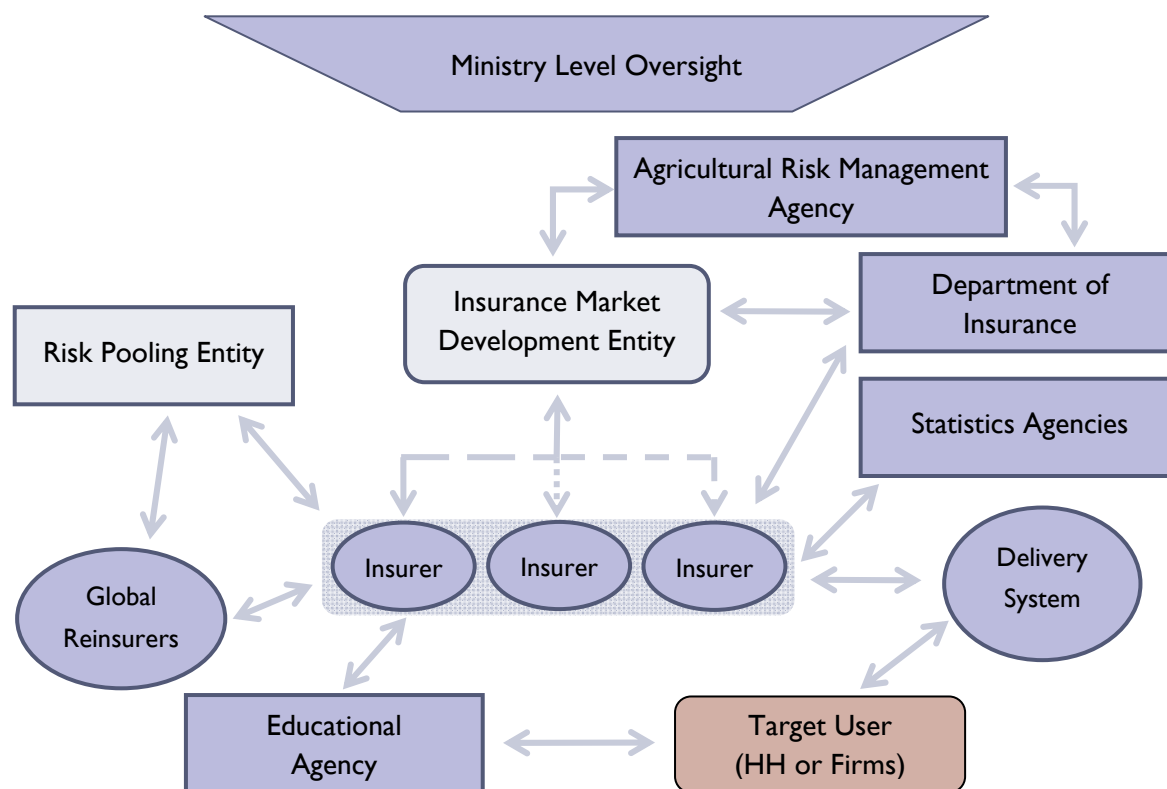 Ministry Level Oversight
Agricultural Risk Management
Agency
Insurance Market
Development Entity
Department of
Insurance
Risk Pooling Entity
Statistics Agencies
Insurer
Insurer
Insurer
Delivery
System
Global
Reinsurers
Educational
Agency
Target User
(HH or Firms)